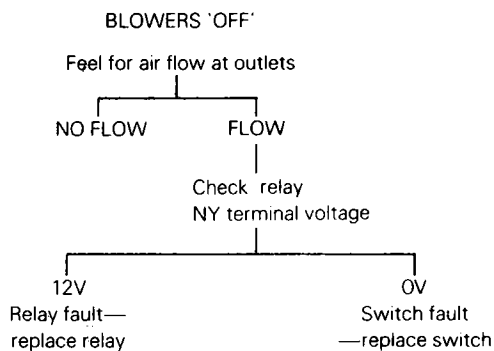 BLOWERS 'OFF'
Feel for air flow at outlets
NO FLOW
FLOW
Check relay
NY terminal voltage
12V
Relay fault—
replace relay
0V
Switch fault
—replace switch